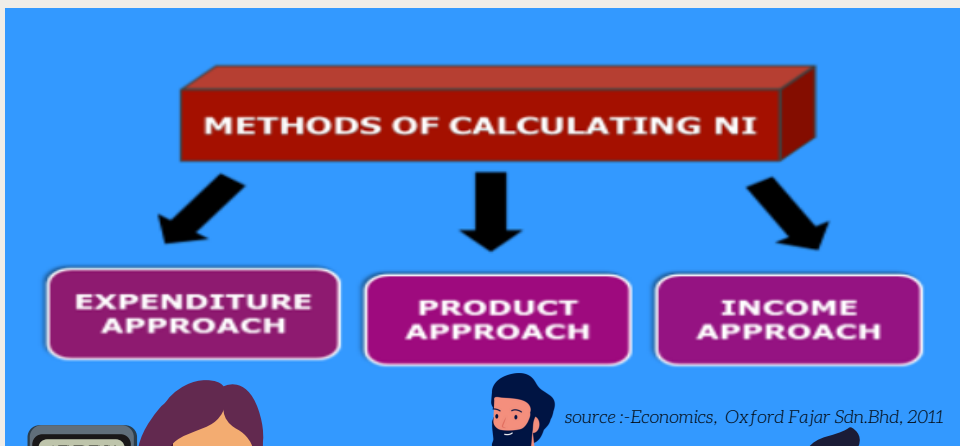 METHODS OF CALCULATING NI
EXPENDITURE
APPROACH
PRODUCT
APPROACH
INCOME
APPROACH
source :-Economics, Oxford Fajar Sdn.Bhd, 2011